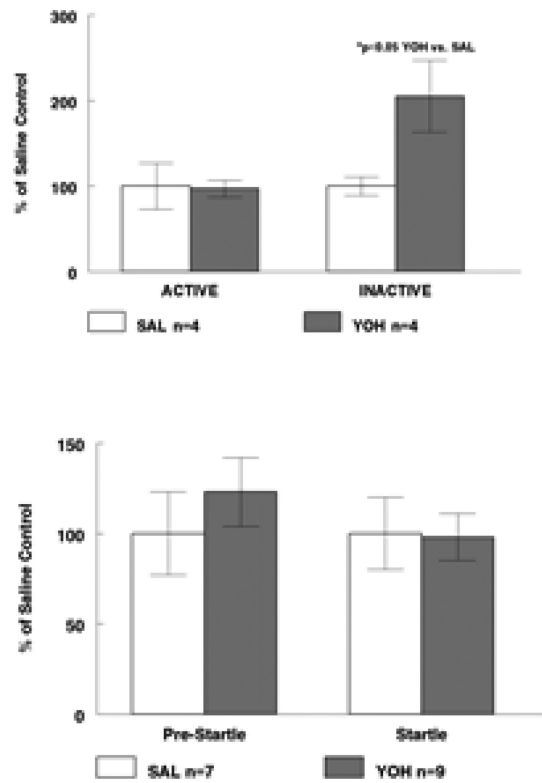 % of Saline Control
300
200
100
0
*p=0.05 YOH vs. SAL
ACTIVE INACTIVE
SAL n=4 YOH n=4
% of Saline Control
150
100
50
0
Pre-Startle Startle
SAL n=7 YOH n=9